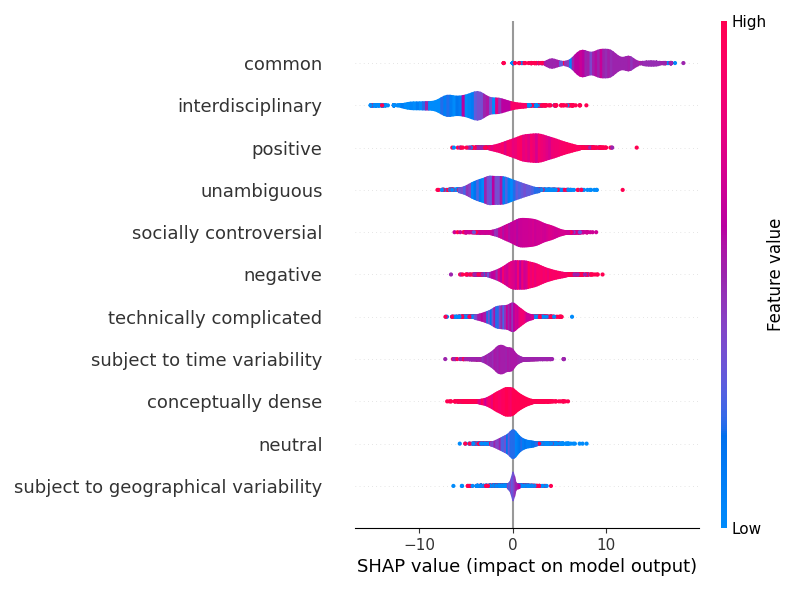 High
common
interdisciplinary
positive
unambiguous
socially controversial
negative
technically complicated
subject to time variability
conceptually dense
neutral
subject to geographical variability
Low
Feature value
−10 0 10
SHAP value (impact on model output)